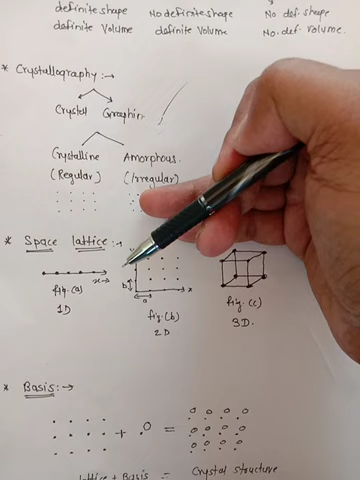 definite shape No definite shape No def. shape
definite Volume definite Volume No. def. Volume.
* Crystallography :→
Crystall Graphin
Crystalline Amorphous.
(Regular) (Irregular)
* Space lattice :→
x→
fig. (a) b a x fig. (c)
1D fig. (b) 3D.
2D
* Basis :→
+ =
lattice + Basis = Crystal structure